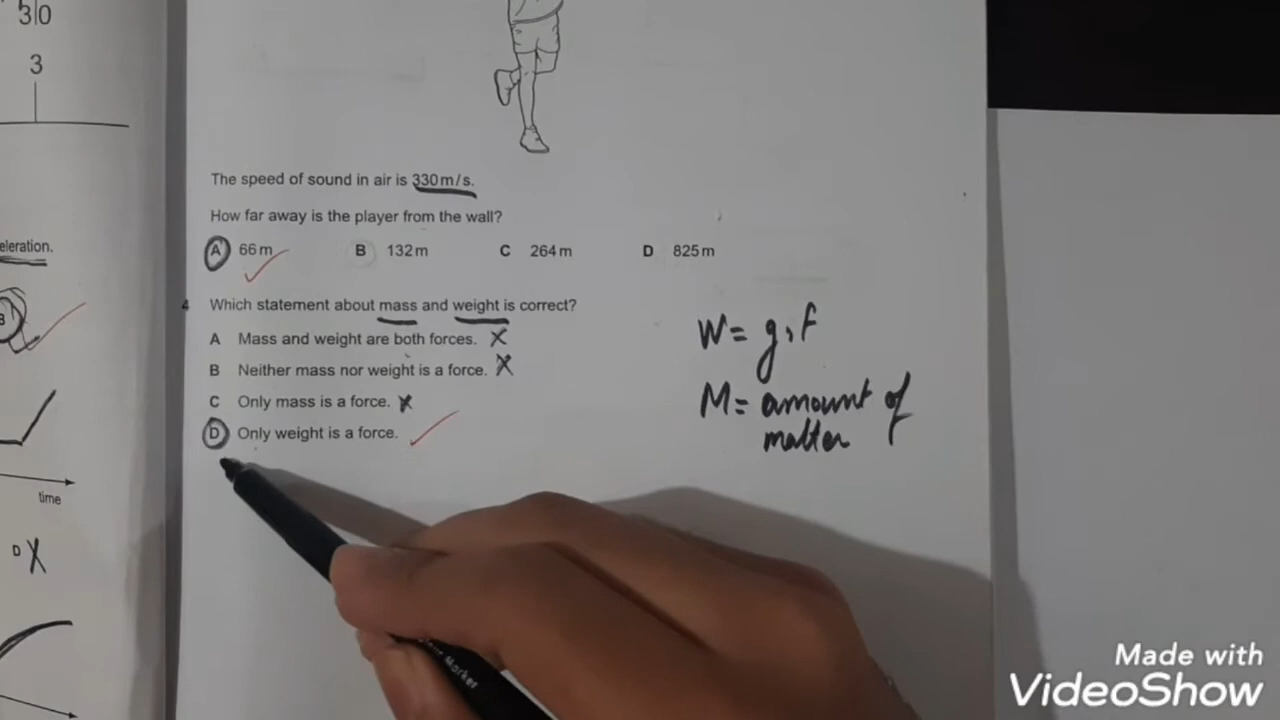 30
3
eleration.
B
time
D X
The speed of sound in air is 330 m/s.
How far away is the player from the wall?
A 66 m B 132 m C 264 m D 825 m
4 Which statement about mass and weight is correct?
A Mass and weight are both forces. X
B Neither mass nor weight is a force. X
C Only mass is a force. X
D Only weight is a force.
W = g, f
M = amount of
matter
Marker
Made with
VideoShow